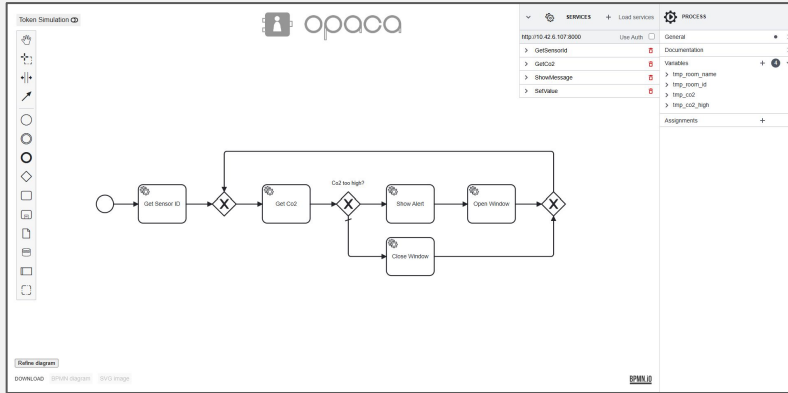 Token Simulation
opaca
SERVICES + Load services
http://10.42.6.107:8000 Use Auth
GetSensorId
GetCo2
ShowMessage
SetValue
PROCESS
General
Documentation
Variables + 4
tmp_room_name
tmp_room_id
tmp_co2
tmp_co2_high
Assignments +
Co2 too high?
Get Sensor ID
Get Co2
Show Alert
Open Window
Close Window
Refine diagram
DOWNLOAD BPMN diagram SVG image
BPMN.iO